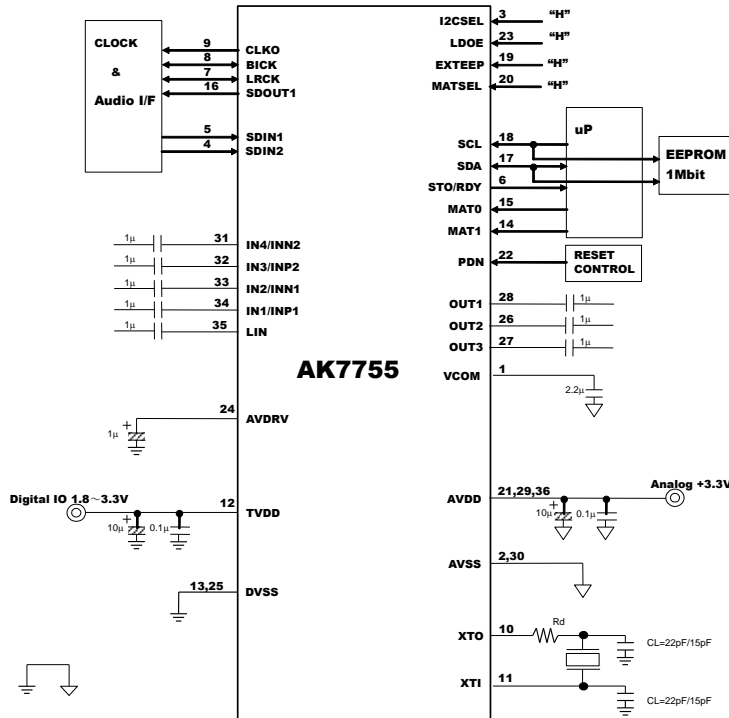 CLOCK
&
Audio I/F
9 CLKO
8 BICK
7 LRCK
16 SDOUT1
5 SDIN1
4 SDIN2
1μ 31 IN4/INN2
1μ 32 IN3/INP2
1μ 33 IN2/INN1
1μ 34 IN1/INP1
1μ 35 LIN
24 AVDRV
+
1μ
Digital IO 1.8～3.3V
12 TVDD
+
10μ 0.1μ
13,25 DVSS
AK7755
I2CSEL 3 “H”
LDOE 23 “H”
EXTEEP 19 “H”
MATSEL 20 “H”
uP
SCL 18
SDA 17
STO/RDY 6
MAT0 15
MAT1 14
EEPROM
1Mbit
PDN 22
RESET
CONTROL
OUT1 28 1μ
OUT2 26 1μ
OUT3 27 1μ
VCOM 1
2.2μ
AVDD 21,29,36
Analog +3.3V
+
10μ 0.1μ
AVSS 2,30
XTO 10 Rd
CL=22pF/15pF
XTI 11
CL=22pF/15pF